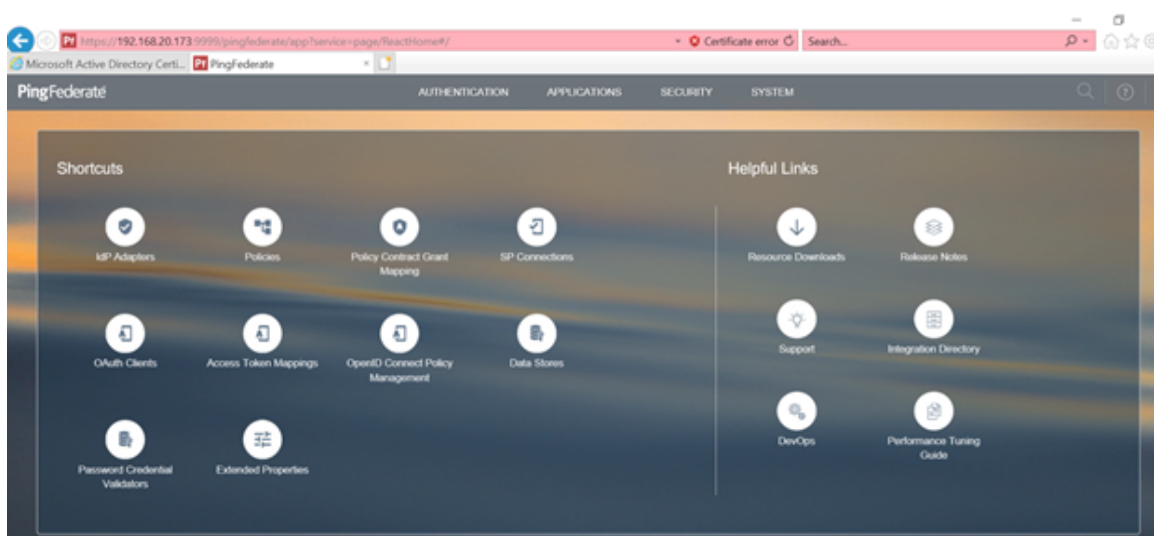 https://192.168.20.173:9999/pingfederate/app?service=page/ReactHome#/
Certificate error
Search...
Microsoft Active Directory Certi...
PingFederate
PingFederate
AUTHENTICATION
APPLICATIONS
SECURITY
SYSTEM
Shortcuts
Helpful Links
IdP Adapters
Policies
Policy Contract Grant
Mapping
SP Connections
Resource Downloads
Release Notes
OAuth Clients
Access Token Mappings
OpenID Connect Policy
Management
Data Stores
Support
Integration Directory
Password Credential
Validators
Extended Properties
DevOps
Performance Tuning
Guide